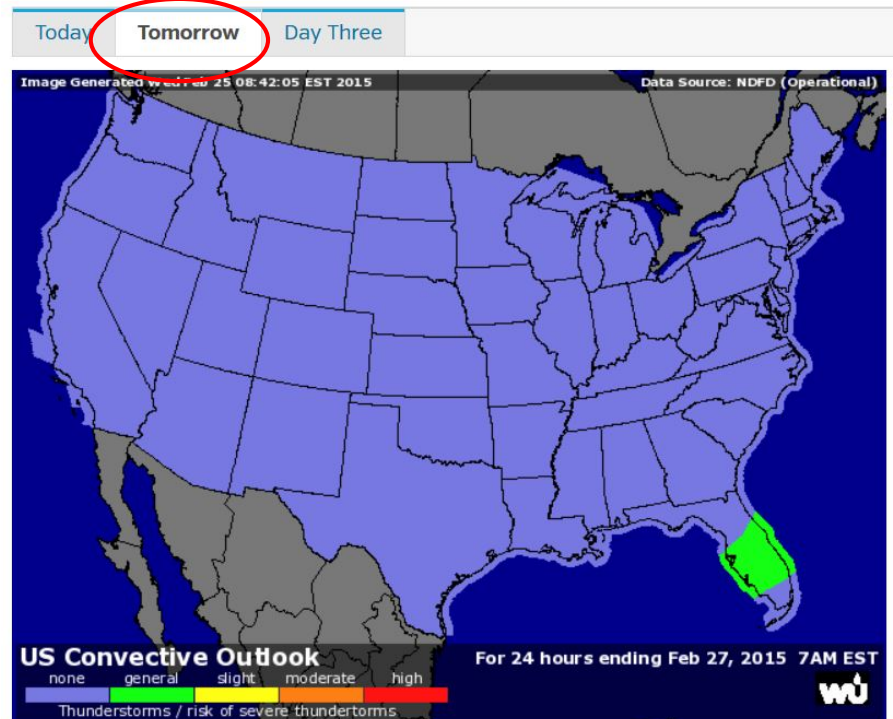 Today Tomorrow Day Three
Image Generated Wed Feb 25 08:42:05 EST 2015 Data Source: NDFD (Operational)
US Convective Outlook For 24 hours ending Feb 27, 2015 7AM EST
none general slight moderate high
Thunderstorms / risk of severe thundertorms
wu